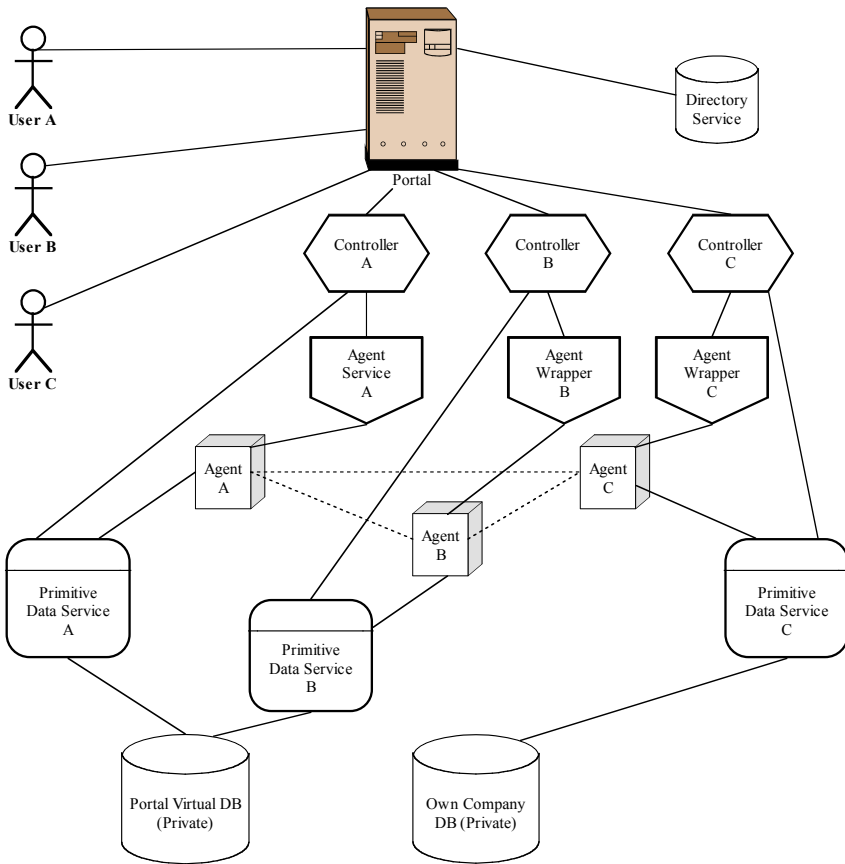 User A
Directory
Service
User B
Portal
Controller
A
Controller
B
Controller
C
User C
Agent
Service
A
Agent
Wrapper
B
Agent
Wrapper
C
Agent
A
Agent
C
Agent
B
Primitive
Data Service
A
Primitive
Data Service
B
Primitive
Data Service
C
Portal Virtual DB
(Private)
Own Company
DB (Private)